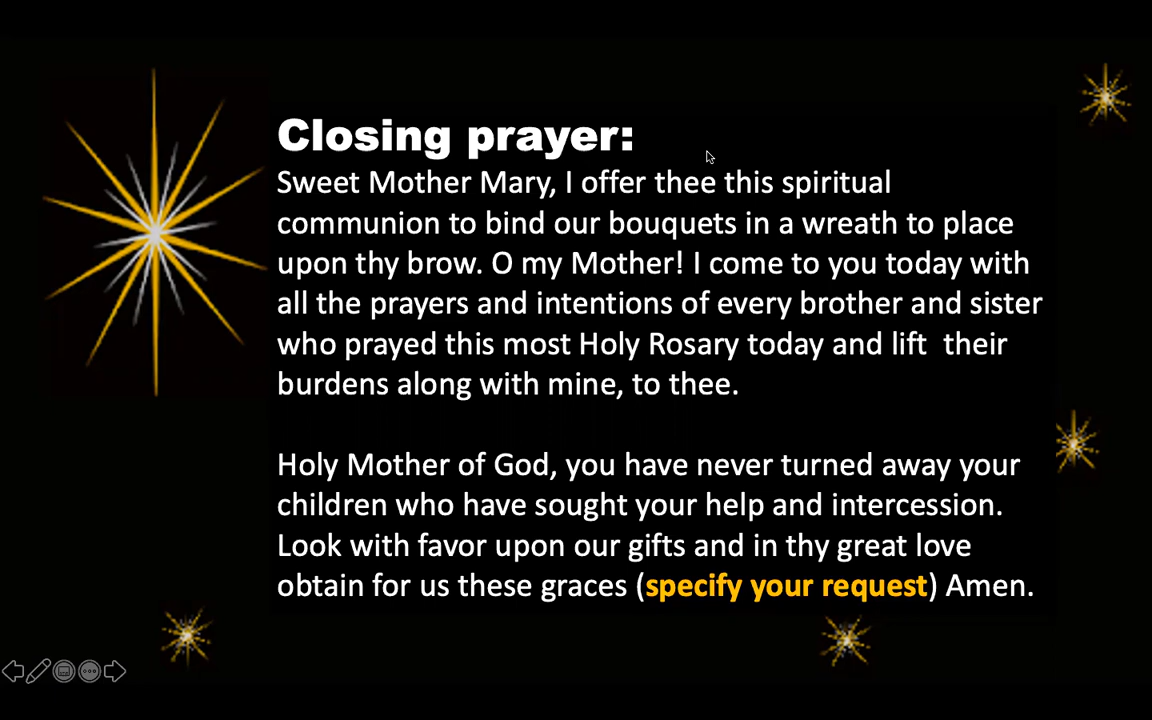 Closing prayer:
Sweet Mother Mary, I offer thee this spiritual
communion to bind our bouquets in a wreath to place
upon thy brow. O my Mother! I come to you today with
all the prayers and intentions of every brother and sister
who prayed this most Holy Rosary today and lift  their
burdens along with mine, to thee.
Holy Mother of God, you have never turned away your
children who have sought your help and intercession.
Look with favor upon our gifts and in thy great love
obtain for us these graces (specify your request) Amen.